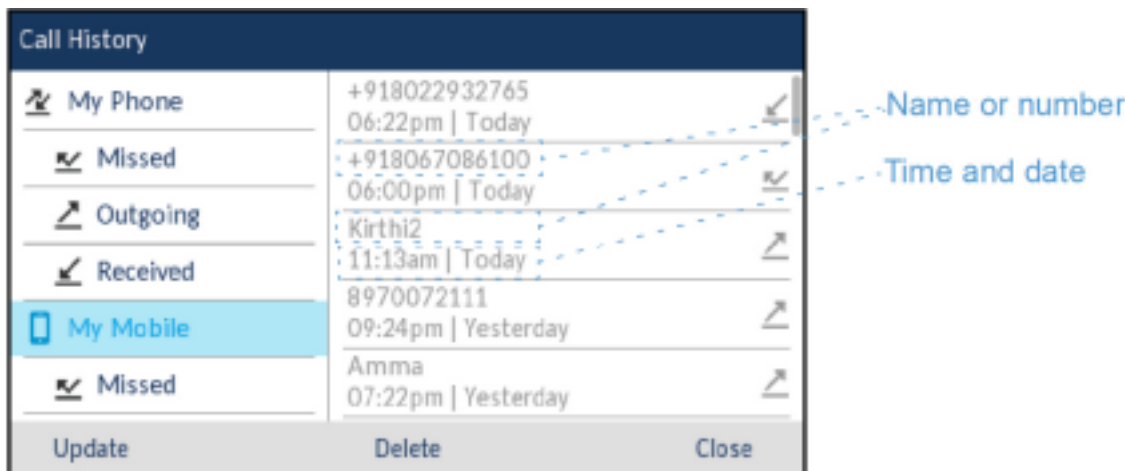 Call History
My Phone
Missed
Outgoing
Received
My Mobile
Missed
+918022932765
06:22pm | Today
+918067086100
06:00pm | Today
Kirthi2
11:13am | Today
8970072111
09:24pm | Yesterday
Amma
07:22pm | Yesterday
Update
Delete
Close
Name or number
Time and date